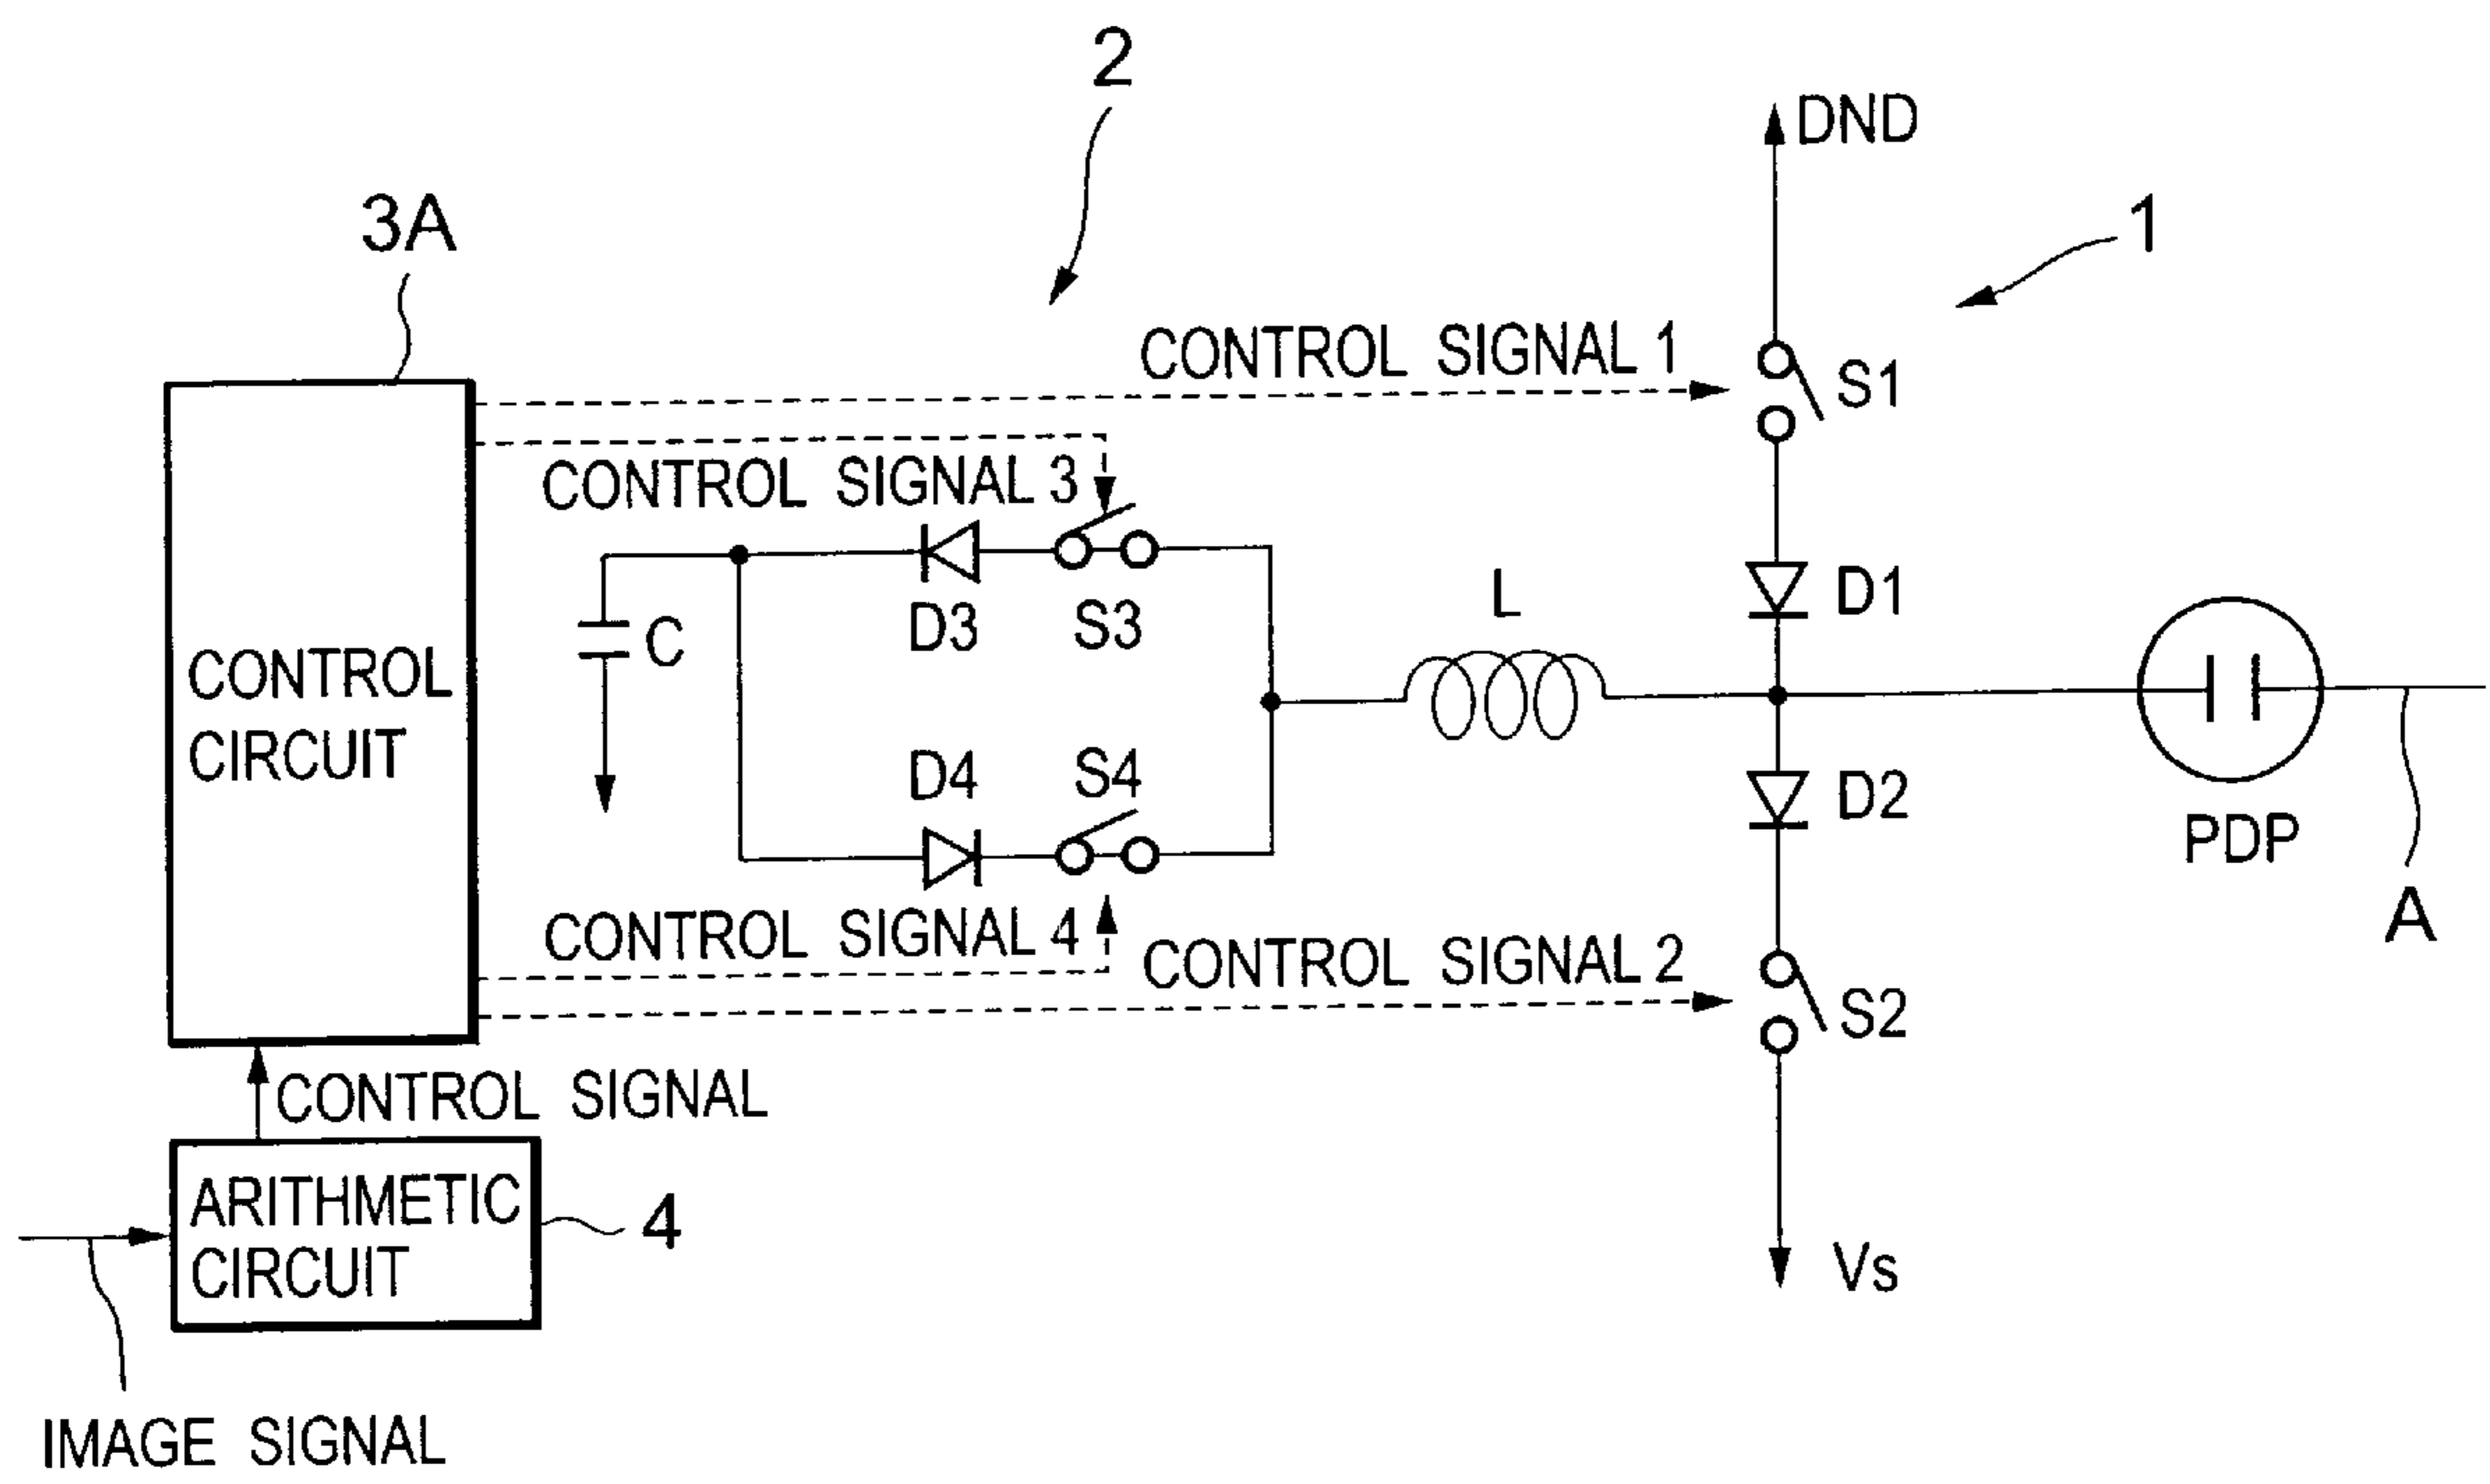 2
DND
1
3A
CONTROL SIGNAL 1
S1
CONTROL SIGNAL 3
D3
S3
C
L
D1
CONTROL
CIRCUIT
D4
S4
D2
PDP
A
CONTROL SIGNAL 4
CONTROL SIGNAL 2
S2
CONTROL SIGNAL
ARITHMETIC
CIRCUIT
4
Vs
IMAGE SIGNAL